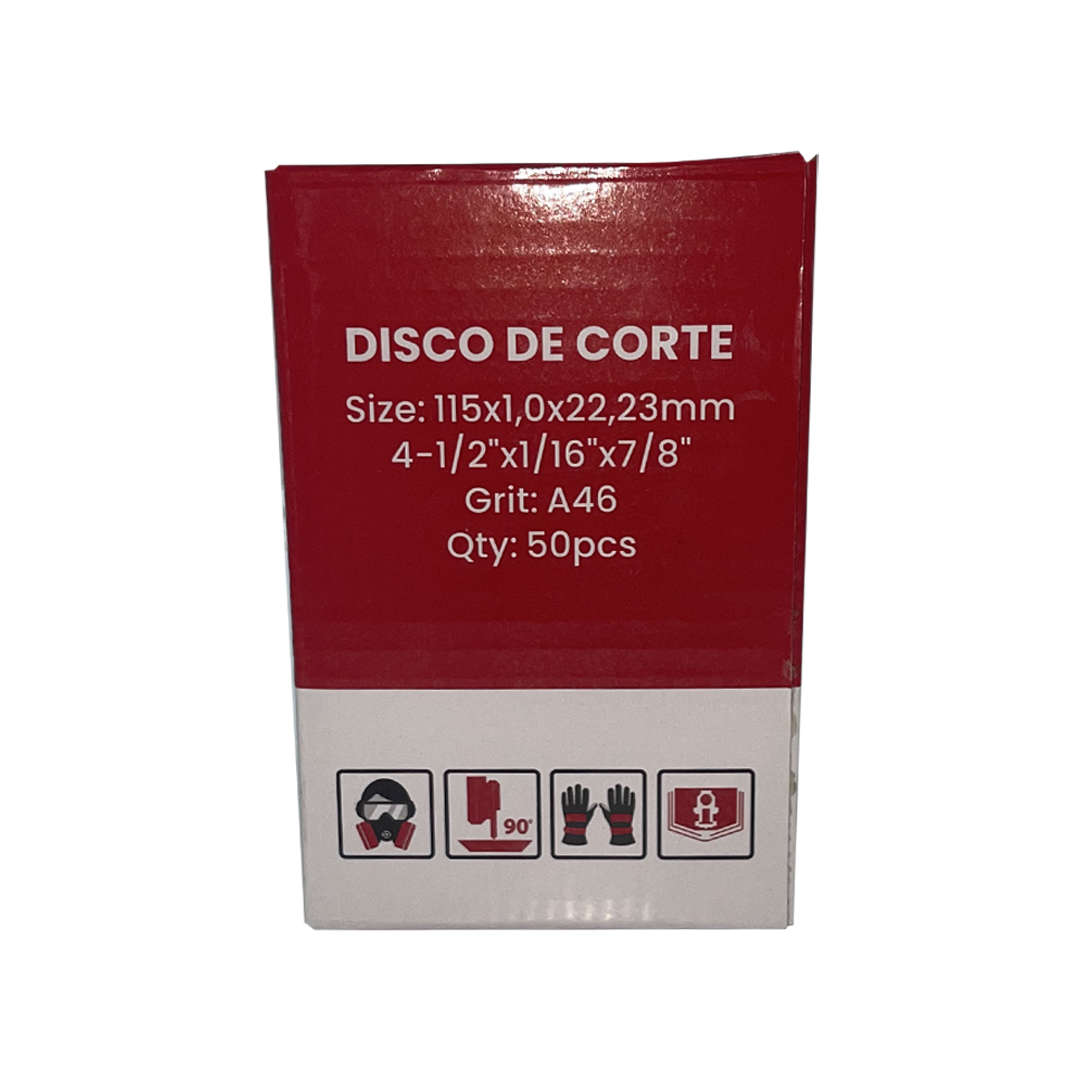 DISCO DE CORTE
Size: 115x1,0x22,23mm
4-1/2"x1/16"x7/8"
Grit: A46
Qty: 50pcs
90°